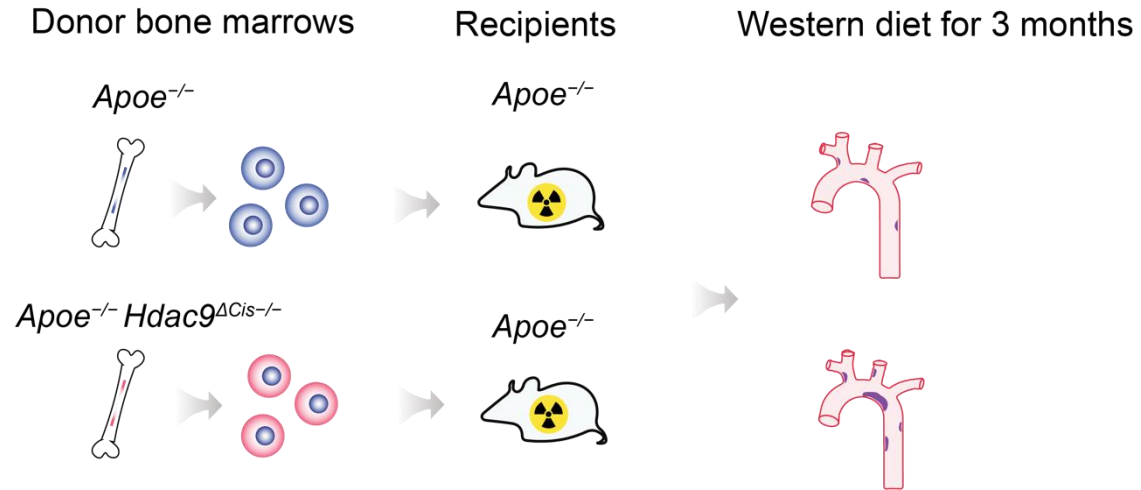 Donor bone marrows
Recipients
Western diet for 3 months
Apoe⁻/⁻
Apoe⁻/⁻
Apoe⁻/⁻ Hdac9ΔCis⁻/⁻
Apoe⁻/⁻